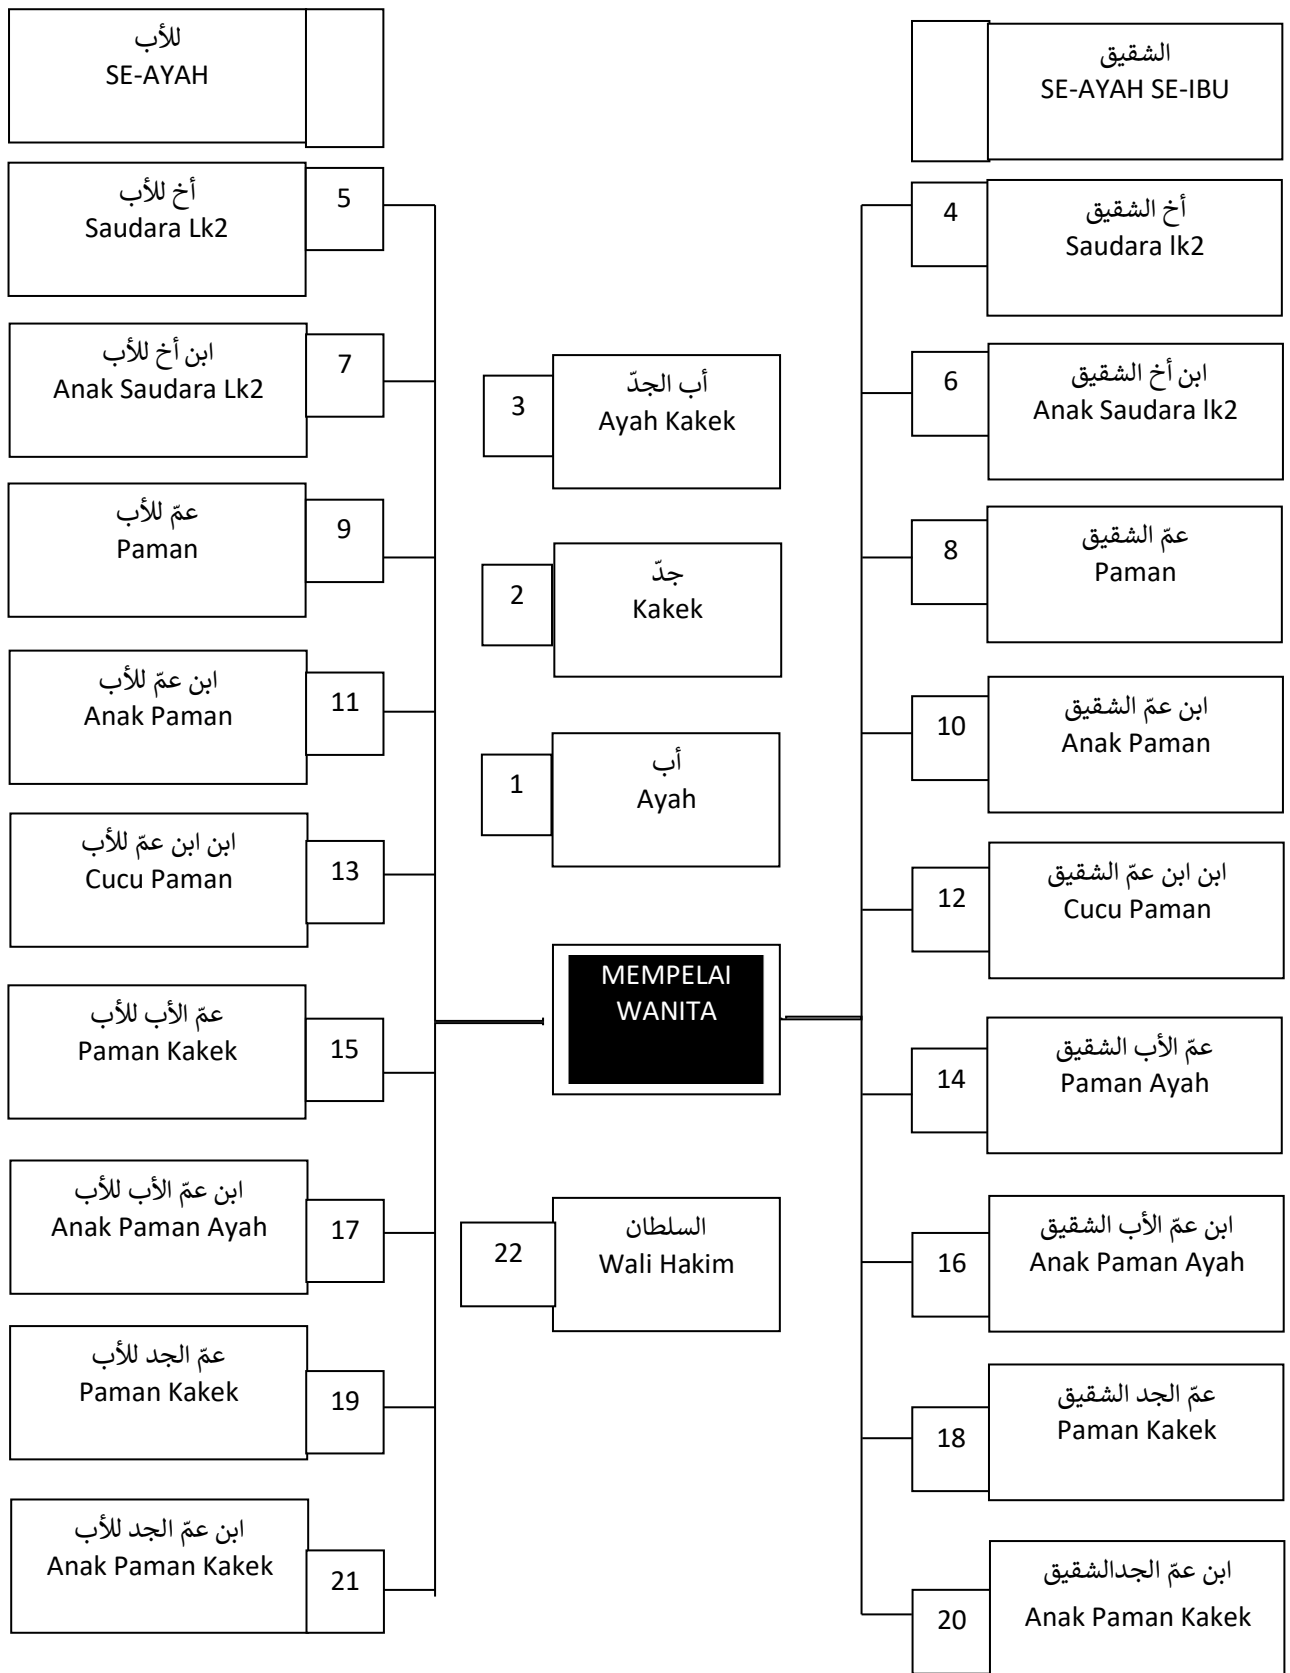 للأب
SE-AYAH
الشقيق
SE-AYAH SE-IBU
أخ للأب
Saudara Lk2
5
4
أخ الشقيق
Saudara lk2
ابن أخ للأب
Anak Saudara Lk2
7
3
أب الجدّ
Ayah Kakek
6
ابن أخ الشقيق
Anak Saudara lk2
عمّ للأب
Paman
9
2
جدّ
Kakek
8
عمّ الشقيق
Paman
ابن عمّ للأب
Anak Paman
11
1
أب
Ayah
10
ابن عمّ الشقيق
Anak Paman
ابن ابن عمّ للأب
Cucu Paman
13
12
ابن ابن عمّ الشقيق
Cucu Paman
MEMPELAI
WANITA
عمّ الأب للأب
Paman Kakek
15
14
عمّ الأب الشقيق
Paman Ayah
ابن عمّ الأب للأب
Anak Paman Ayah
17
22
السلطان
Wali Hakim
16
ابن عمّ الأب الشقيق
Anak Paman Ayah
عمّ الجد للأب
Paman Kakek
19
18
عمّ الجد الشقيق
Paman Kakek
ابن عمّ الجد للأب
Anak Paman Kakek
21
20
ابن عمّ الجدالشقيق
Anak Paman Kakek